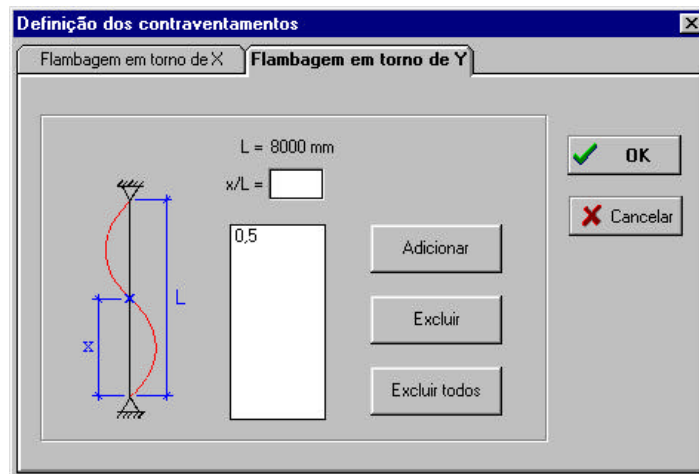 Definição dos contraventamentos
Flambagem em torno de X
Flambagem em torno de Y
L = 8000 mm
x/L =
0,5
L
x
Adicionar
Excluir
Excluir todos
OK
Cancelar